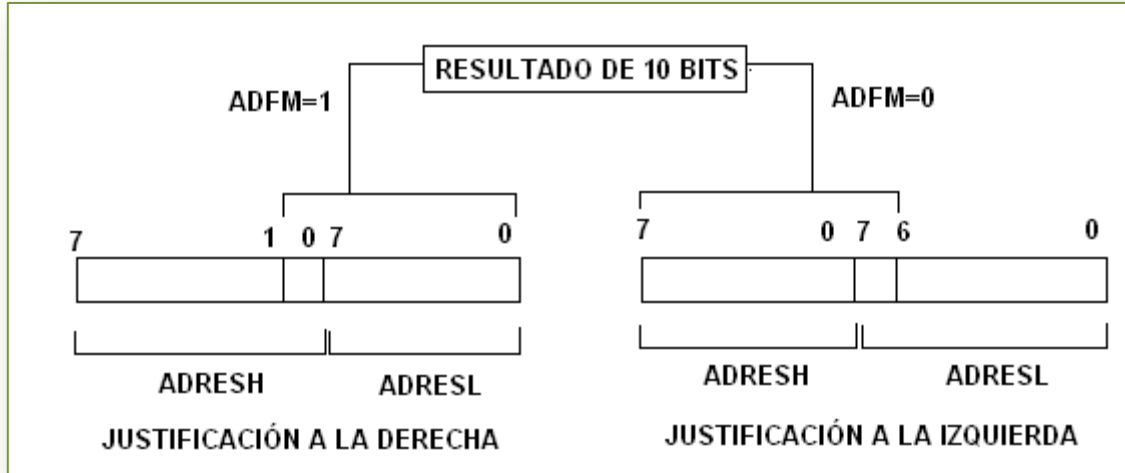 RESULTADO DE 10 BITS
ADFM=1
ADFM=0
7 1 0 7 0
7 0 7 6 0
ADRESH ADRESL
ADRESH ADRESL
JUSTIFICACIÓN A LA DERECHA
JUSTIFICACIÓN A LA IZQUIERDA